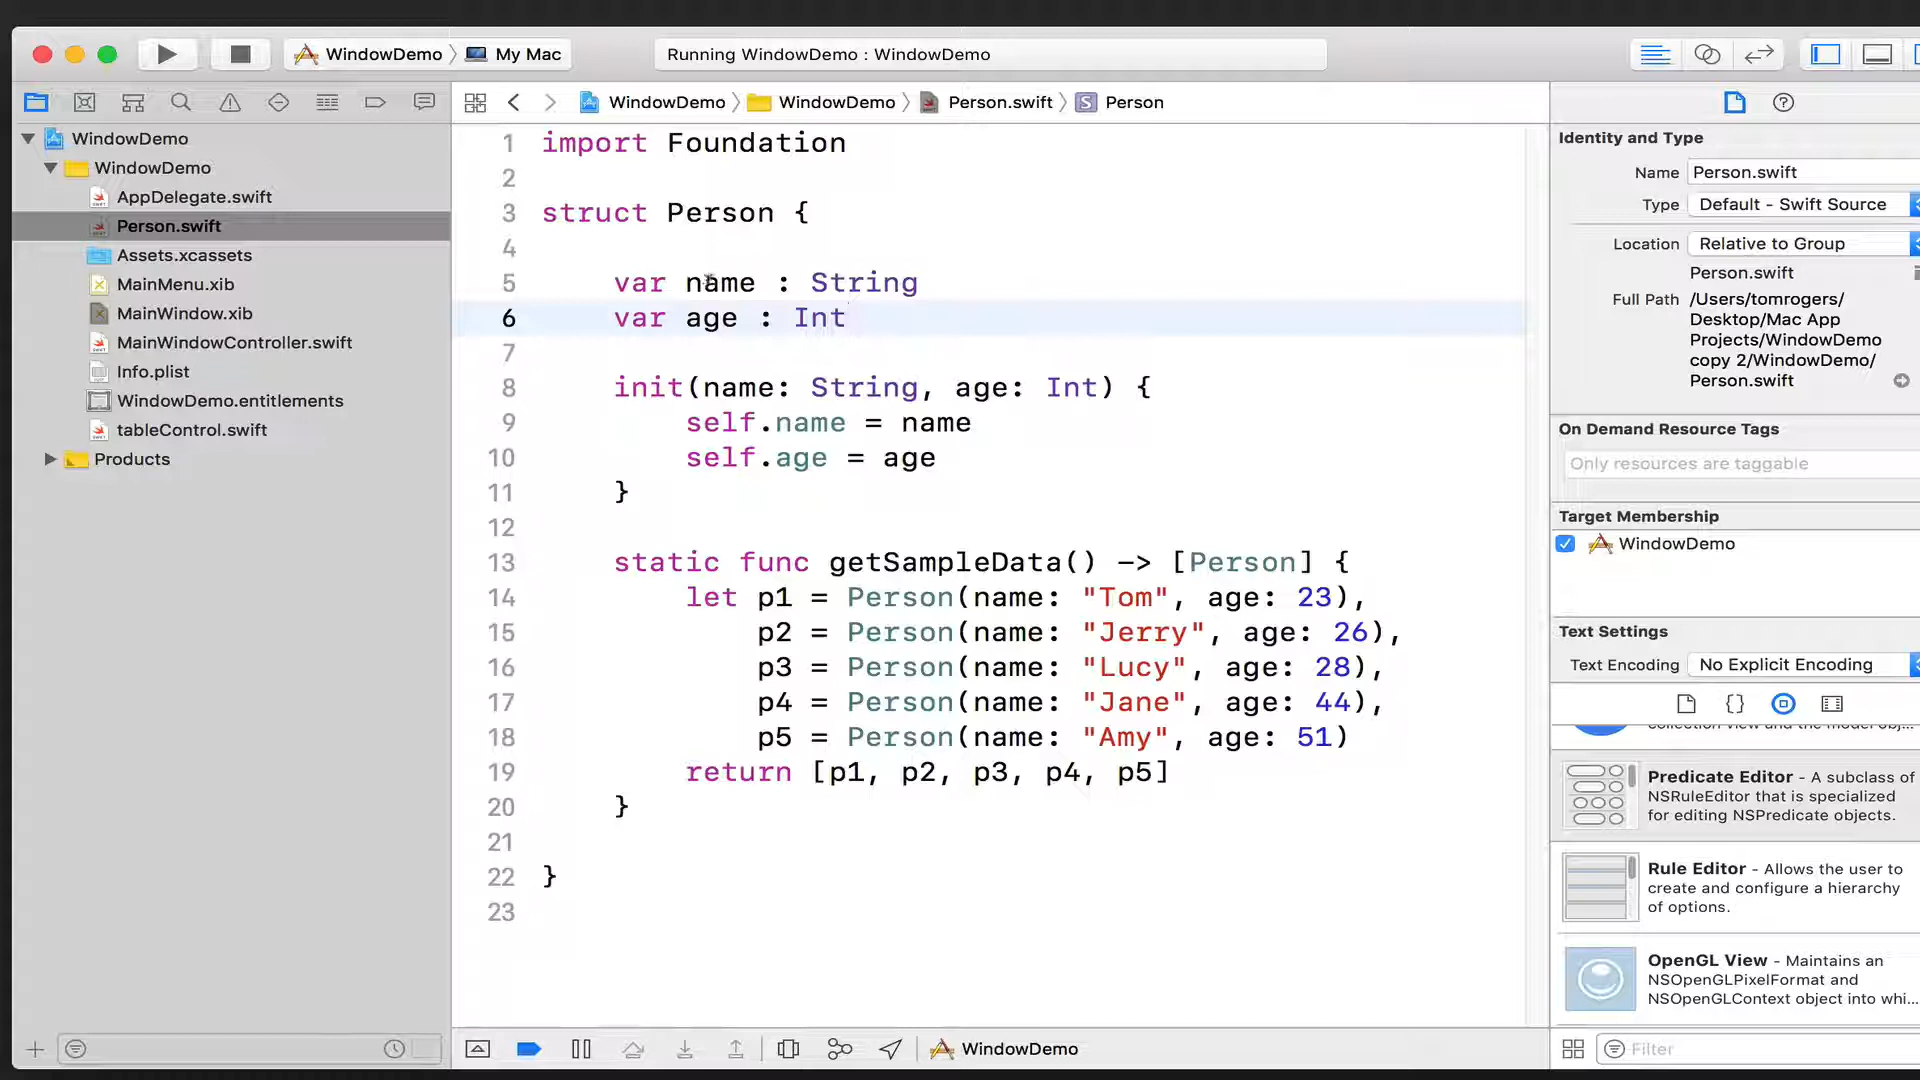 WindowDemo
My Mac
Running WindowDemo : WindowDemo
WindowDemo
WindowDemo
Person.swift
S
Person
WindowDemo
WindowDemo
AppDelegate.swift
Person.swift
Assets.xcassets
MainMenu.xib
MainWindow.xib
MainWindowController.swift
Info.plist
WindowDemo.entitlements
tableControl.swift
Products
1 import Foundation
2
3 struct Person {
4
5 var name : String
6 var age : Int
7
8 init(name: String, age: Int) {
9 self.name = name
10 self.age = age
11 }
12
13 static func getSampleData() -> [Person] {
14 let p1 = Person(name: "Tom", age: 23),
15 p2 = Person(name: "Jerry", age: 26),
16 p3 = Person(name: "Lucy", age: 28),
17 p4 = Person(name: "Jane", age: 44),
18 p5 = Person(name: "Amy", age: 51)
19 return [p1, p2, p3, p4, p5]
20 }
21
22 }
23
WindowDemo
Identity and Type
Name Person.swift
Type Default - Swift Source
Location Relative to Group
Person.swift
Full Path /Users/tomrogers/
Desktop/Mac App
Projects/WindowDemo
copy 2/WindowDemo/
Person.swift
On Demand Resource Tags
Only resources are taggable
Target Membership
WindowDemo
Text Settings
Text Encoding No Explicit Encoding
collection view and the model obj...
Predicate Editor - A subclass of
NSRuleEditor that is specialized
for editing NSPredicate objects.
Rule Editor - Allows the user to
create and configure a hierarchy
of options.
OpenGL View - Maintains an
NSOpenGLPixelFormat and
NSOpenGLContext object into whi...
Filter